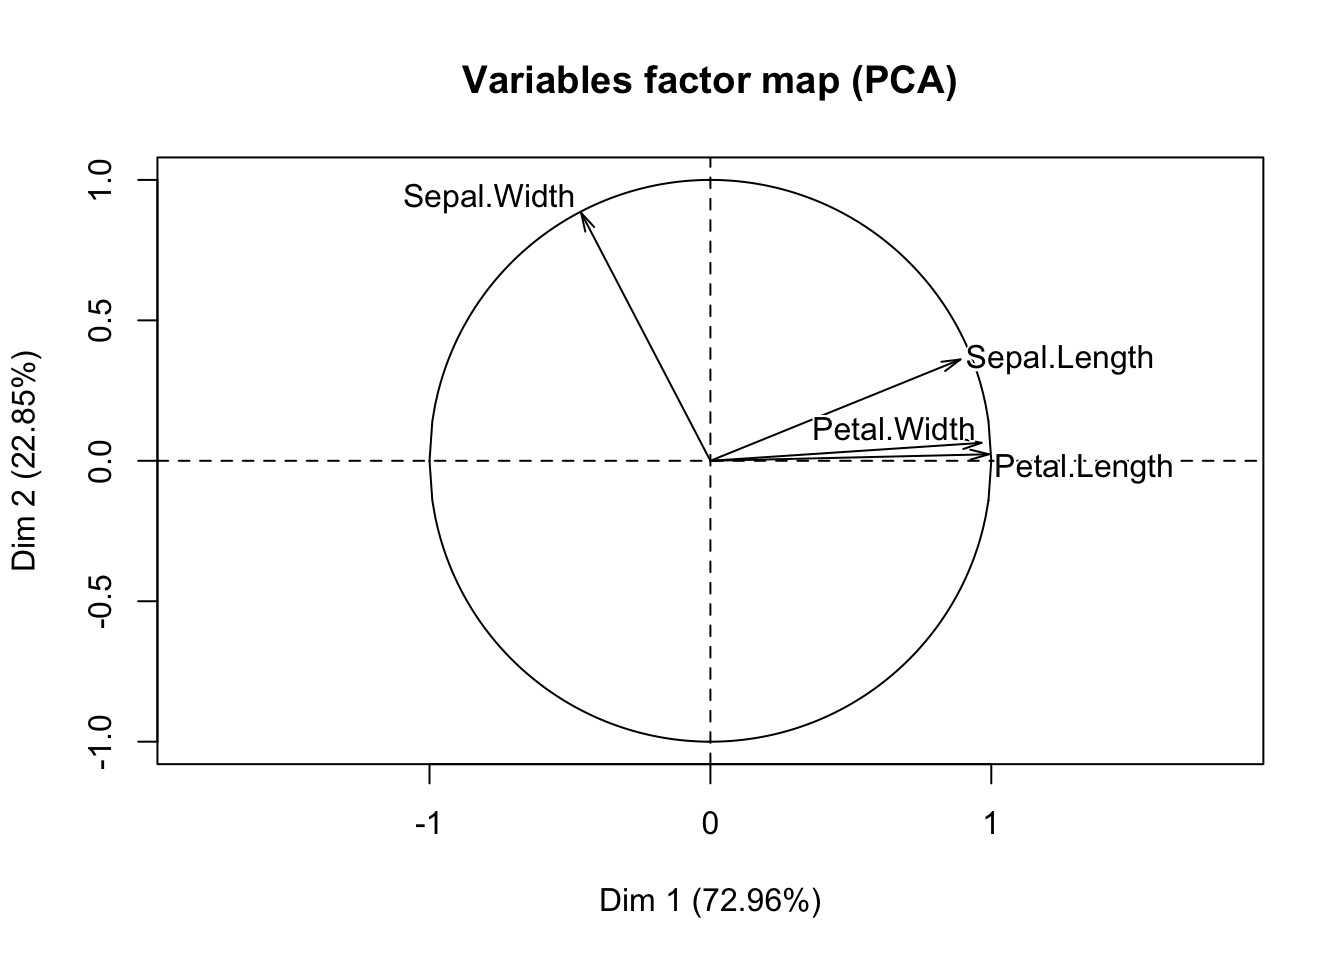 Variables factor map (PCA)
Sepal.Width
Sepal.Length
Petal.Width
Petal.Length
Dim 2 (22.85%)
1.0
0.5
0.0
-0.5
-1.0
-1
0
1
Dim 1 (72.96%)